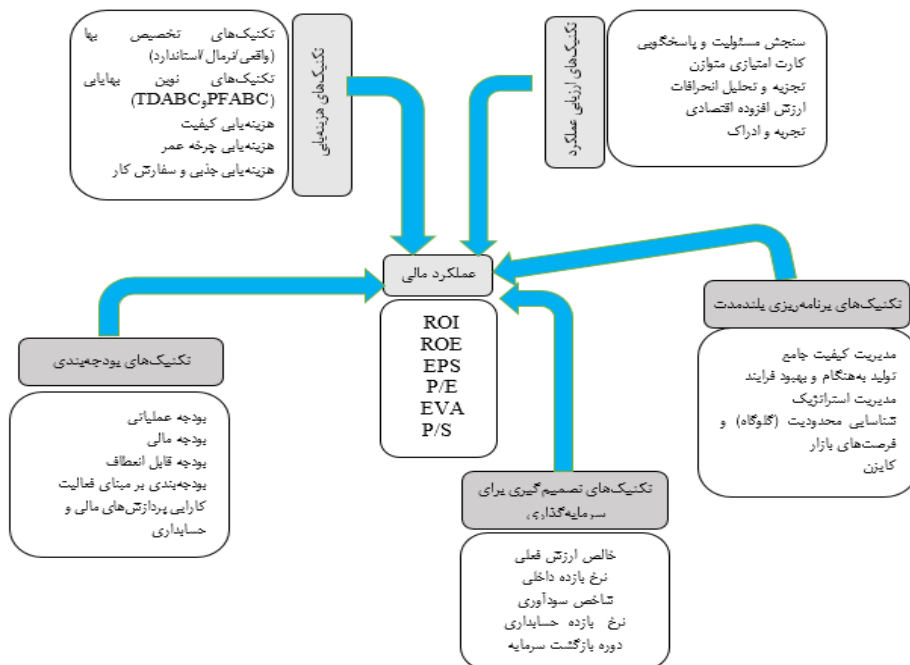 تکنیک‌های ارزیابی عملکرد
سنجش مسئولیت و پاسخگویی
کارت امتیازی متوازن
تجزیه و تحلیل انحرافات
ارزش افزوده اقتصادی
تجربه و ادراک
تکنیک‌های هزینه‌یابی
تکنیک‌های تخصیص بها
(واقعی/نرمال/استاندارد)
تکنیک‌های نوین بهایابی
(PFABCوTDABC)
هزینه‌یابی کیفیت
هزینه‌یابی چرخه عمر
هزینه‌یابی جذبی و سفارش کار
عملکرد مالی
ROI
ROE
EPS
P/E
EVA
P/S
تکنیک‌های برنامه‌ریزی بلندمدت
مدیریت کیفیت جامع
تولید به‌هنگام و بهبود فرایند
مدیریت استراتژیک
شناسایی محدودیت (گلوگاه) و
فرصت‌های بازار
کایزن
تکنیک‌های بودجه‌بندی
بودجه عملیاتی
بودجه مالی
بودجه قابل انعطاف
بودجه‌بندی بر مبنای فعالیت
کارایی پردازش‌های مالی و
حسابداری
تکنیک‌های تصمیم‌گیری برای
سرمایه‌گذاری
خالص ارزش فعلی
نرخ بازده داخلی
شاخص سودآوری
نرخ بازده حسابداری
دوره بازگشت سرمایه